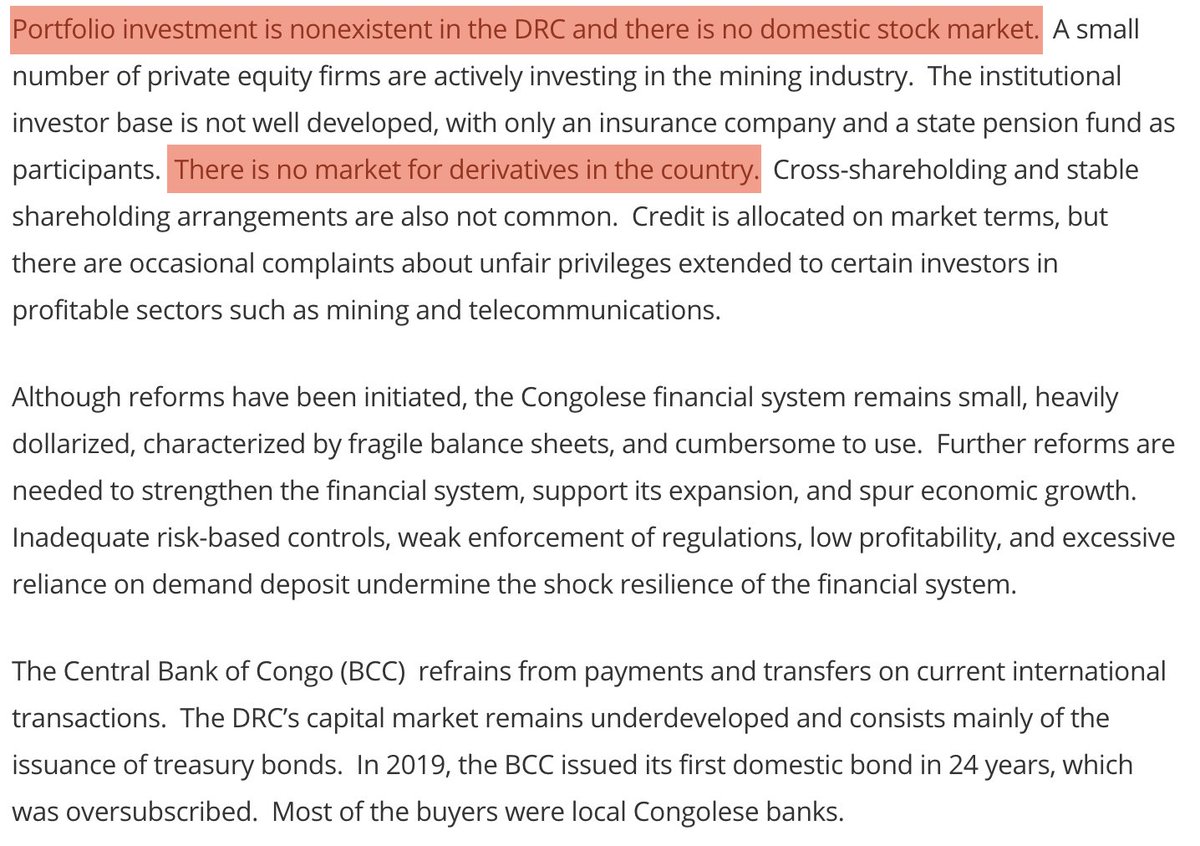 Portfolio investment is nonexistent in the DRC and there is no domestic stock market.  A small
number of private equity firms are actively investing in the mining industry.  The institutional
investor base is not well developed, with only an insurance company and a state pension fund as
participants.  There is no market for derivatives in the country.  Cross-shareholding and stable
shareholding arrangements are also not common.  Credit is allocated on market terms, but
there are occasional complaints about unfair privileges extended to certain investors in
profitable sectors such as mining and telecommunications.
Although reforms have been initiated, the Congolese financial system remains small, heavily
dollarized, characterized by fragile balance sheets, and cumbersome to use.  Further reforms are
needed to strengthen the financial system, support its expansion, and spur economic growth.
Inadequate risk-based controls, weak enforcement of regulations, low profitability, and excessive
reliance on demand deposit undermine the shock resilience of the financial system.
The Central Bank of Congo (BCC)  refrains from payments and transfers on current international
transactions.  The DRC’s capital market remains underdeveloped and consists mainly of the
issuance of treasury bonds.  In 2019, the BCC issued its first domestic bond in 24 years, which
was oversubscribed.  Most of the buyers were local Congolese banks.